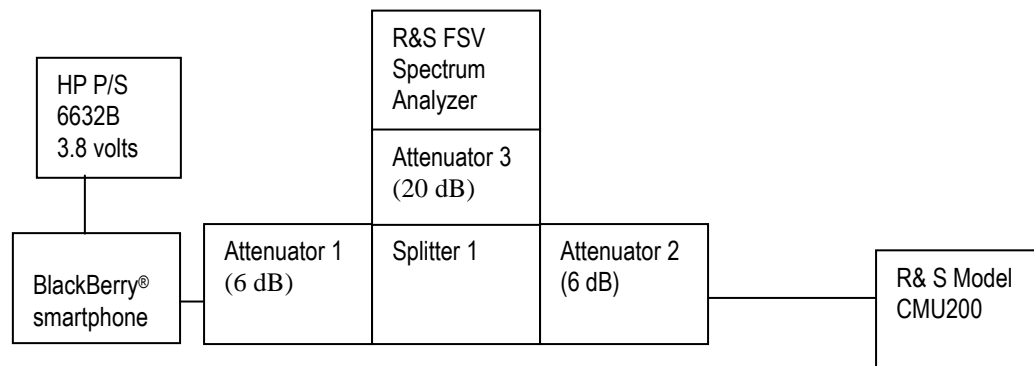 HP P/S
6632B
3.8 volts
R&S FSV
Spectrum
Analyzer
Attenuator 3
(20 dB)
BlackBerry®
smartphone
Attenuator 1
(6 dB)
Splitter 1
Attenuator 2
(6 dB)
R& S Model
CMU200